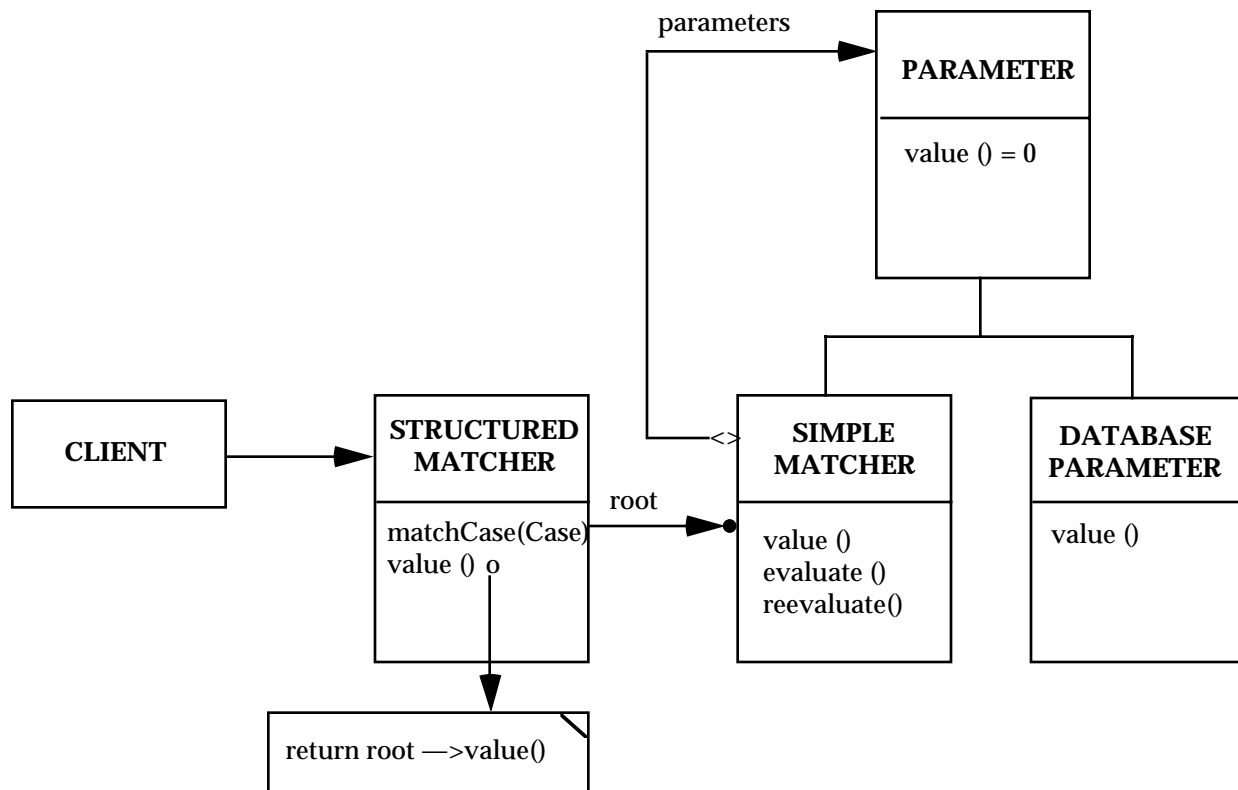 parameters
PARAMETER
value () = 0
CLIENT
STRUCTURED
MATCHER
matchCase(Case)
value () o
root
<>
SIMPLE
MATCHER
value ()
evaluate ()
reevaluate()
DATABASE
PARAMETER
value ()
return root —>value()